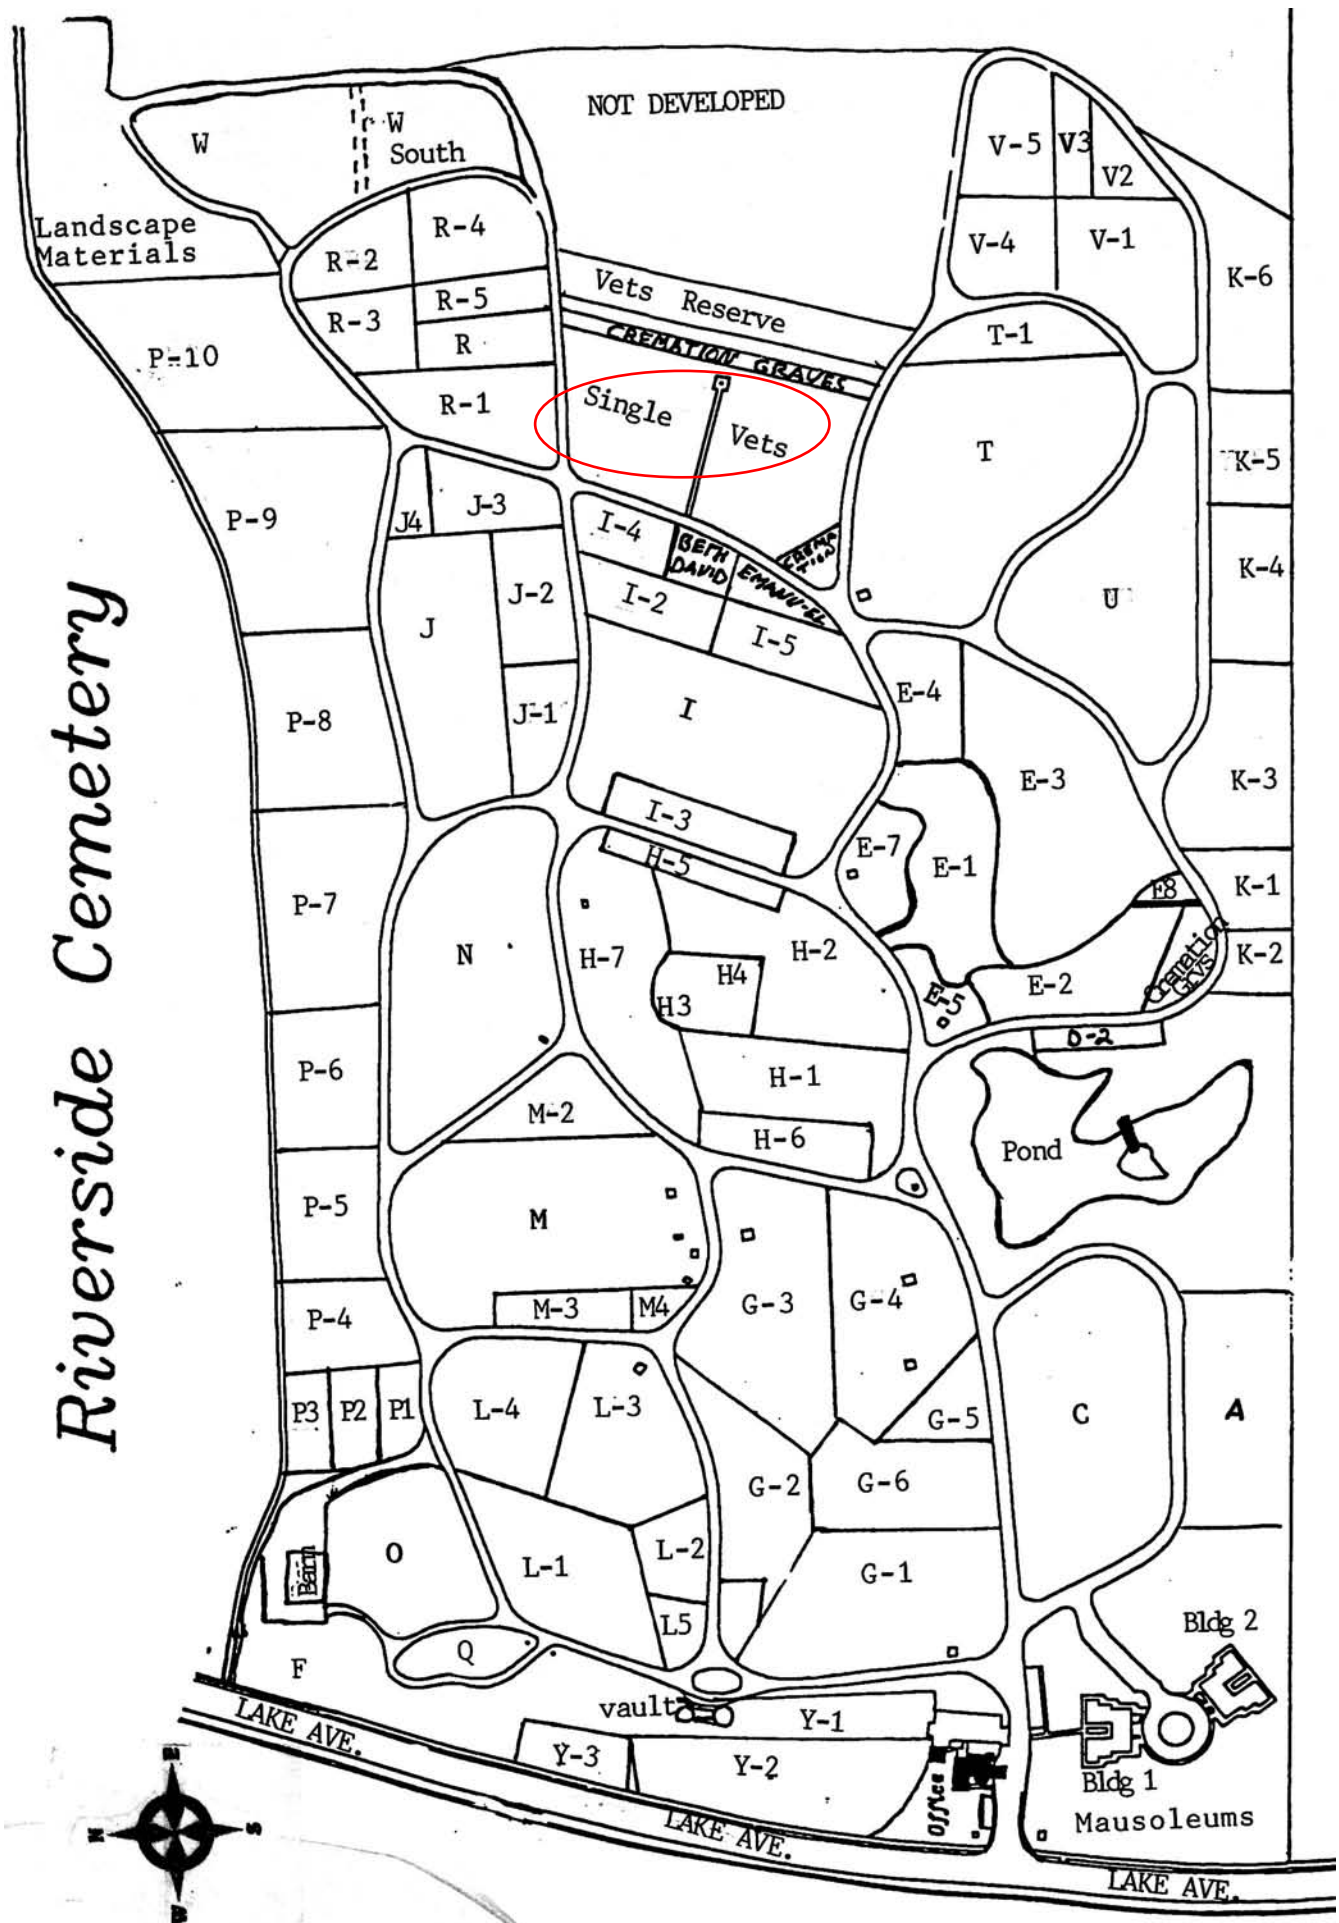 NOT DEVELOPED
W
W
South
V-5
V3
V2
Landscape
Materials
R-2
R-4
V-4
V-1
K-6
R-3
R-5
R
Vets Reserve
T-1
P-10
CREMATION GRAVES
R-1
Single
Vets
T
K-5
P-9
J4
J-3
I-4
BETH
DAVID
EMANU-EL
CREMA
TION
K-4
J
J-2
I-2
I-5
U
P-8
J-1
I
E-4
E-3
K-3
I-3
H-5
E-7
E-1
E8
K-1
P-7
N
H-7
H-2
H4
H3
E-5
E-2
Cremation
Grvs
K-2
D-2
P-6
H-1
M-2
H-6
Pond
P-5
M
P-4
M-3
M4
G-3
G-4
P3
P2
P1
L-4
L-3
G-5
C
A
G-2
G-6
O
L-1
L-2
G-1
Barn
L5
Bldg 2
F
Q
vault
Y-1
LAKE AVE.
Y-3
Y-2
Office
Bldg 1
Mausoleums
LAKE AVE.
LAKE AVE.
Riverside Cemetery
E
N
S
W